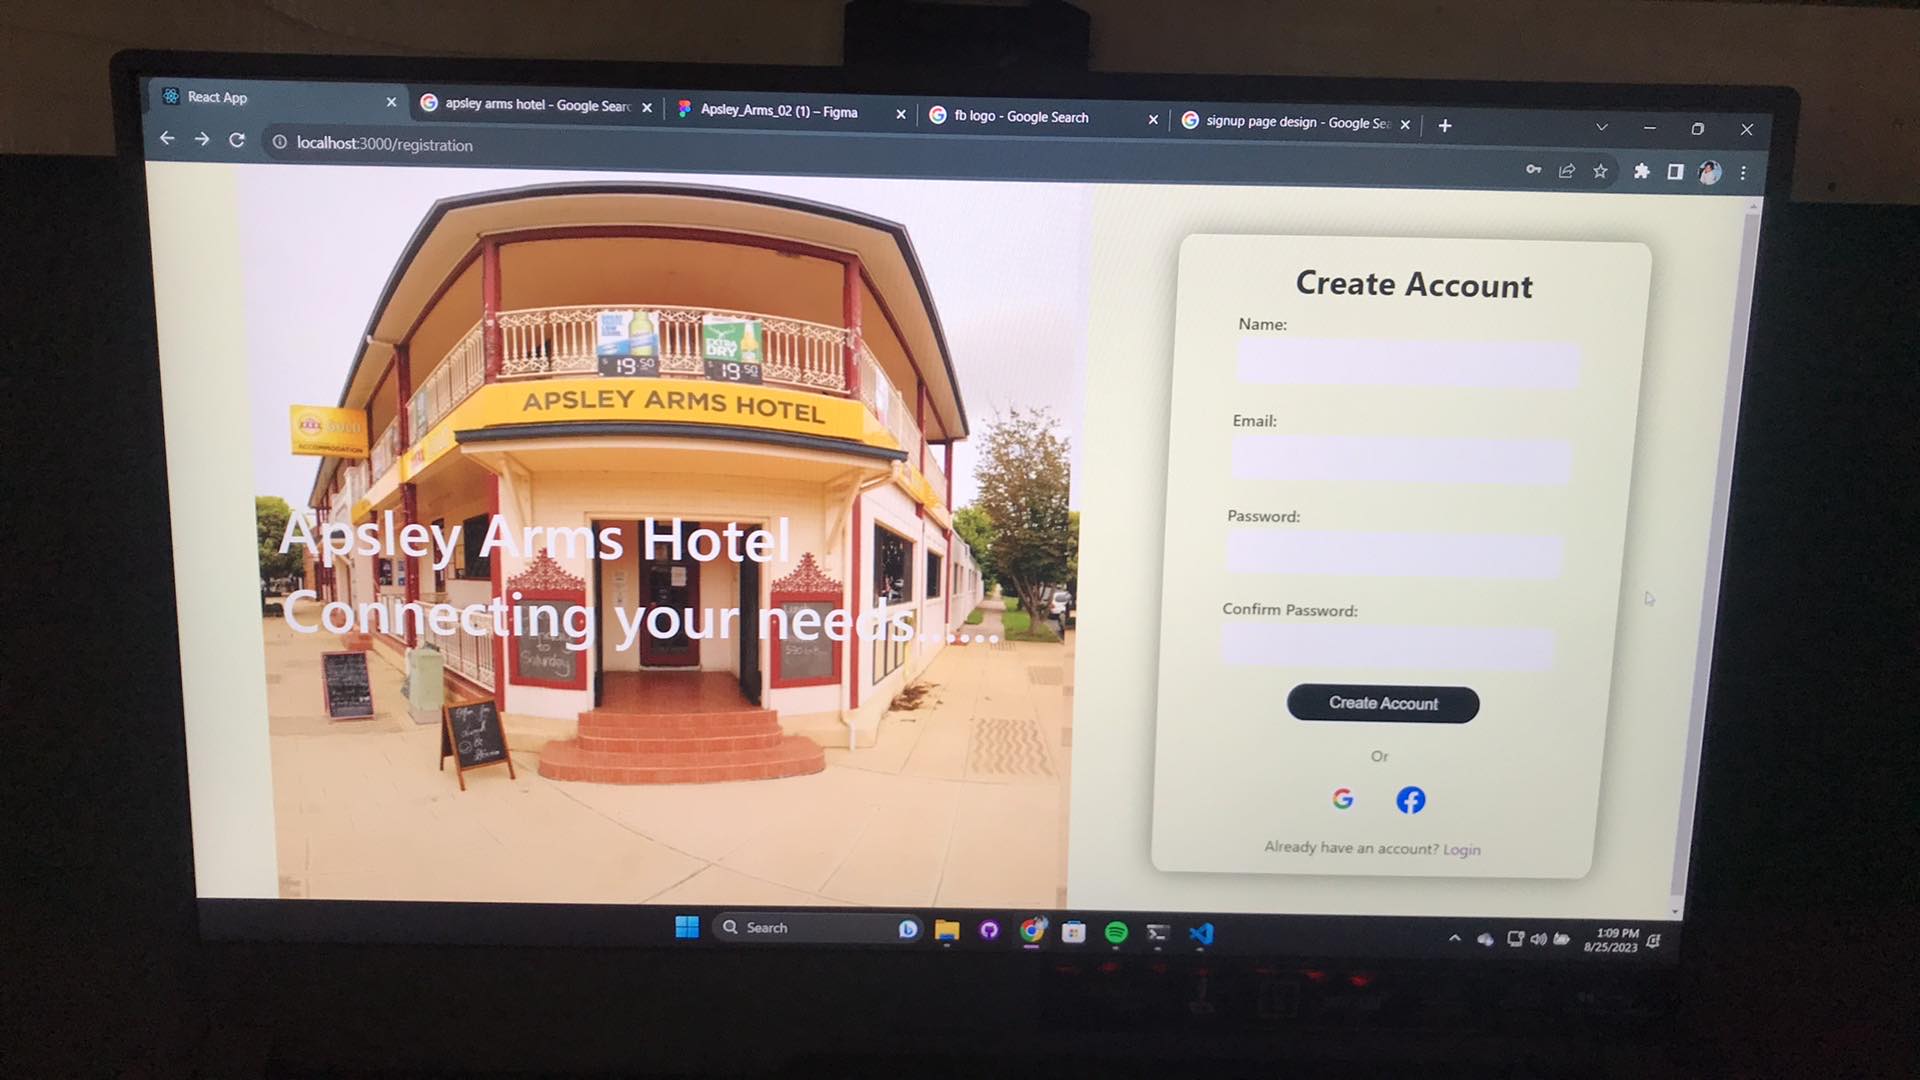 React App
apsley arms hotel - Google Searc
Apsley_Arms_02 (1) – Figma
fb logo - Google Search
signup page design - Google Sea
localhost:3000/registration
EXTRA
DRY
$ 19.50
$ 19.50
APSLEY ARMS HOTEL
XXXX GOLD
ACCOMMODATION
Apsley Arms Hotel
Connecting your needs......
to
Saturday
Create Account
Name:
Email:
Password:
Confirm Password:
Create Account
Or
Already have an account? Login
Search
1:09 PM
8/25/2023